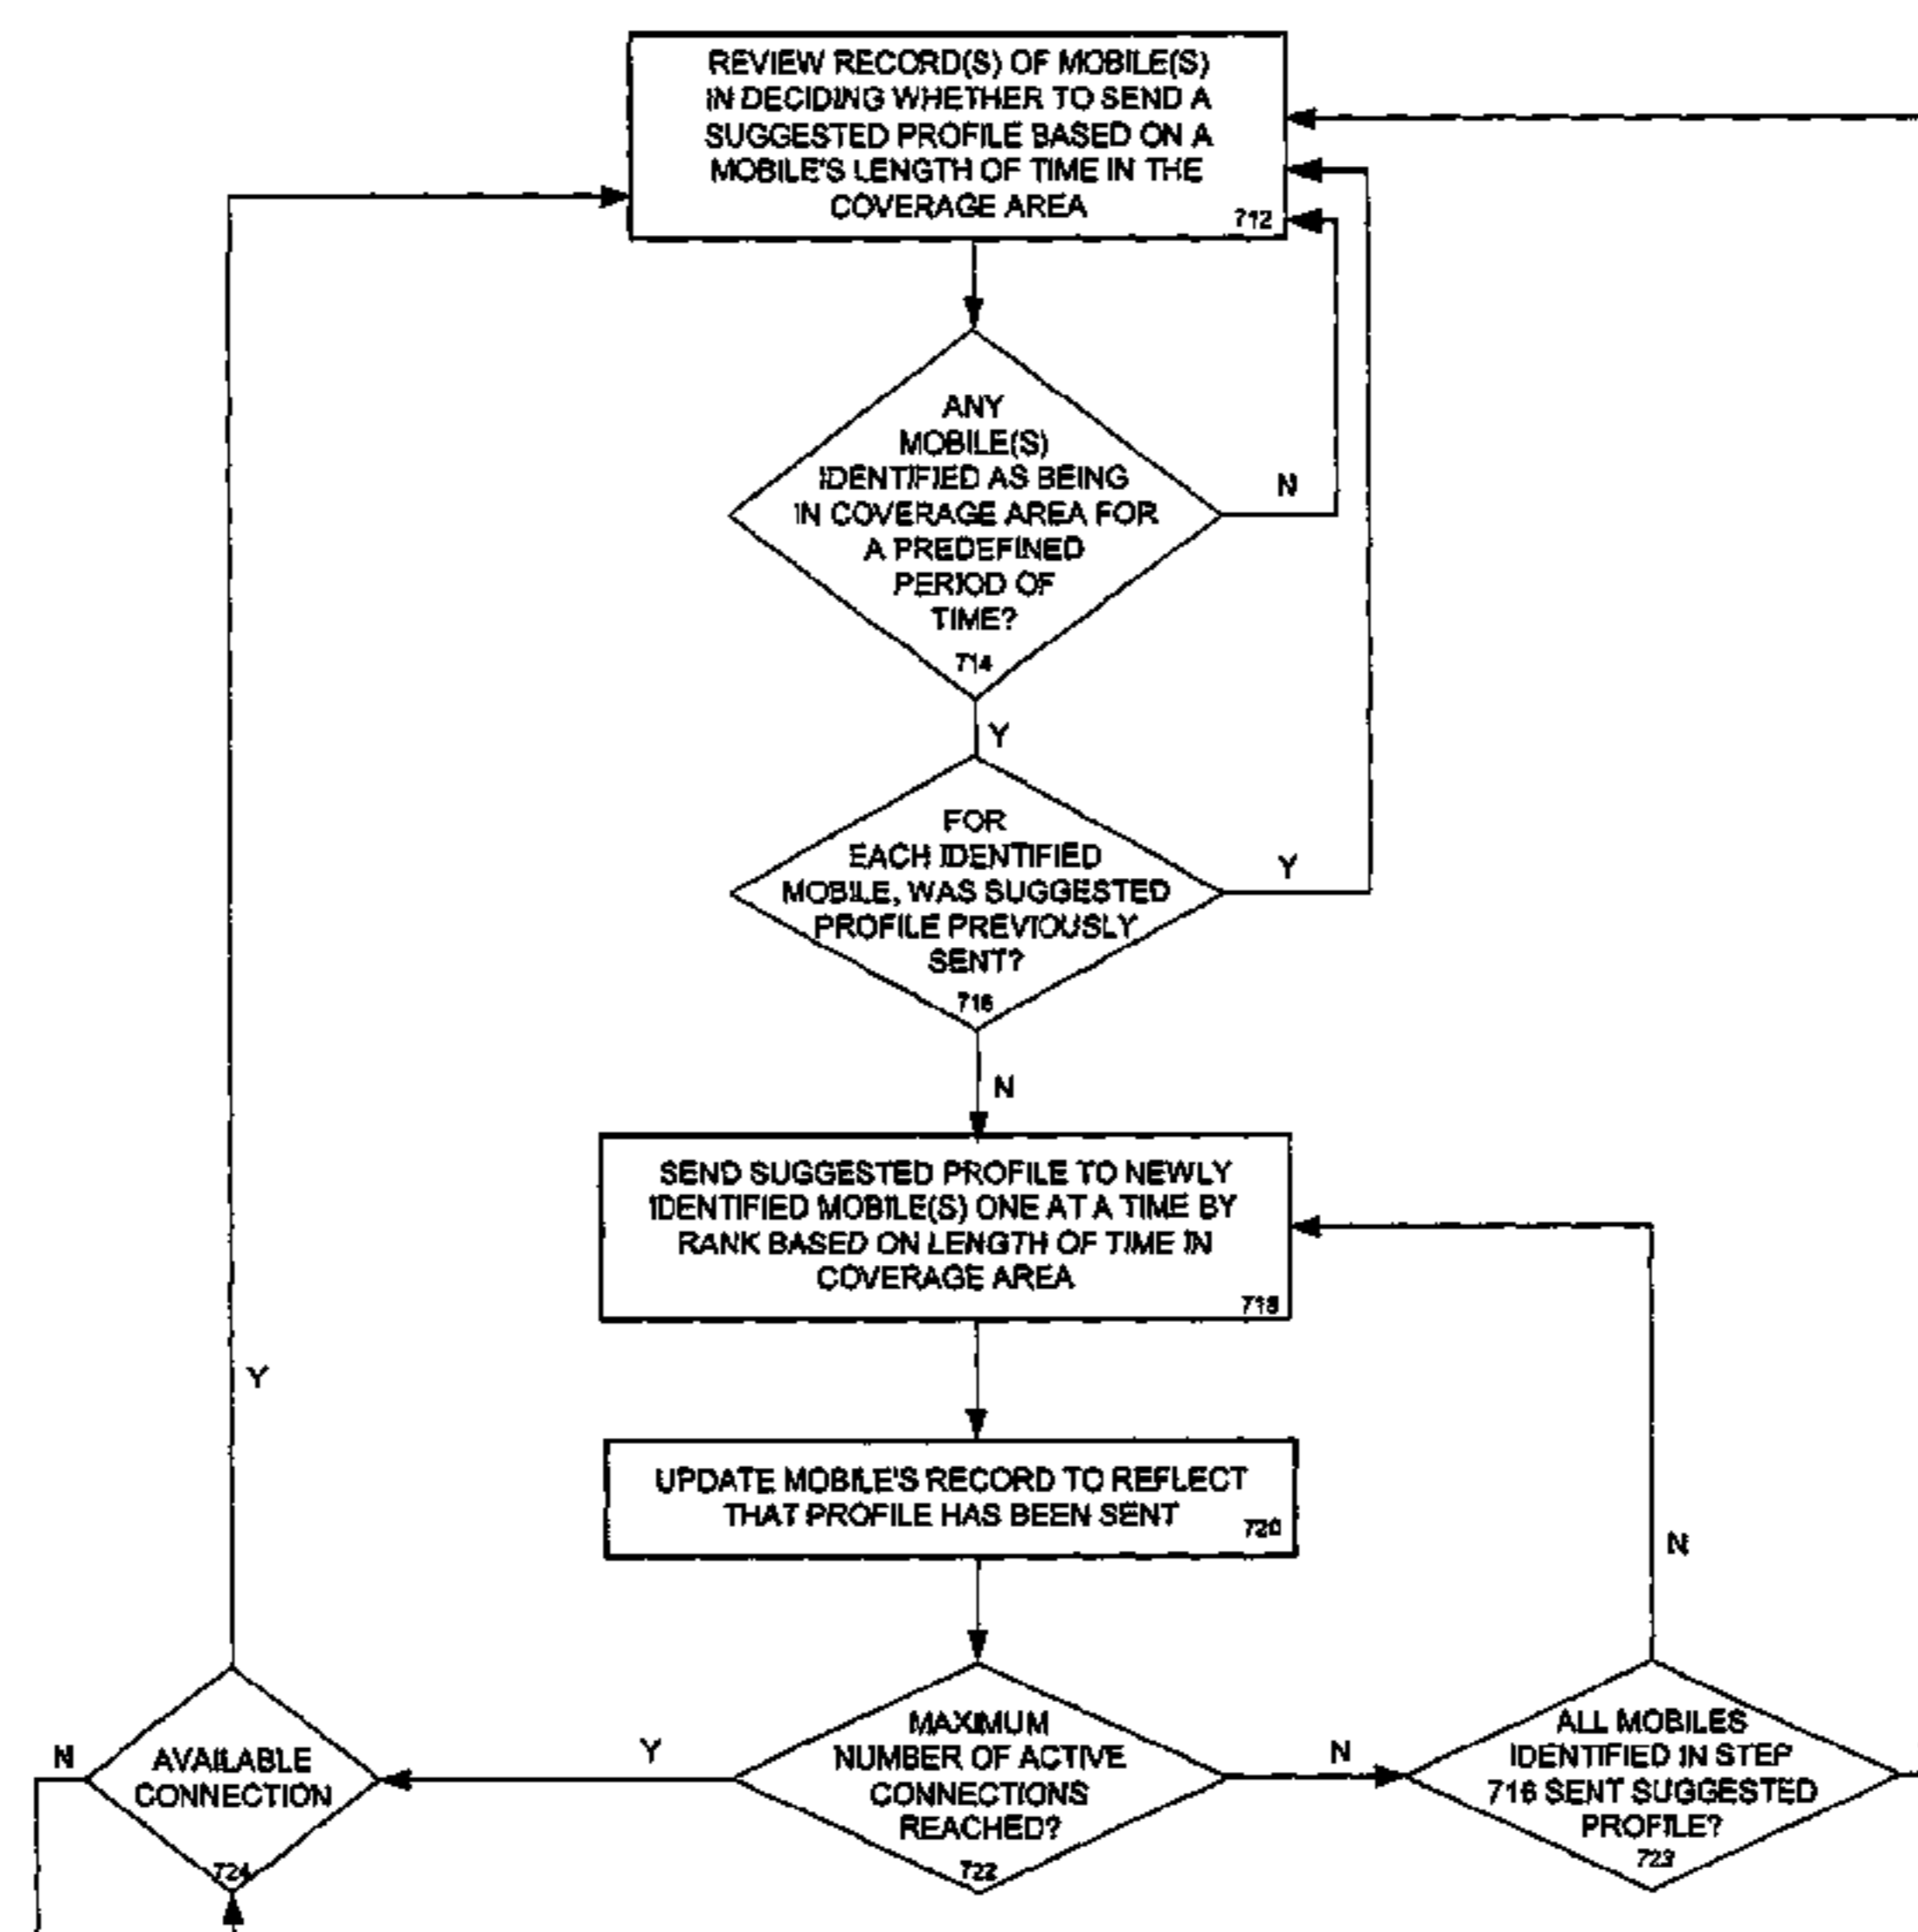 REVIEW RECORD(S) OF MOBILE(S)
IN DECIDING WHETHER TO SEND A
SUGGESTED PROFILE BASED ON A
MOBILE'S LENGTH OF TIME IN THE
COVERAGE AREA
712
ANY
MOBILE(S)
IDENTIFIED AS BEING
IN COVERAGE AREA FOR
A PREDEFINED
PERIOD OF
TIME?
714
N
Y
FOR
EACH IDENTIFIED
MOBILE, WAS SUGGESTED
PROFILE PREVIOUSLY
SENT?
716
Y
N
SEND SUGGESTED PROFILE TO NEWLY
IDENTIFIED MOBILE(S) ONE AT A TIME BY
RANK BASED ON LENGTH OF TIME IN
COVERAGE AREA
718
Y
UPDATE MOBILE'S RECORD TO REFLECT
THAT PROFILE HAS BEEN SENT
720
N
N
AVAILABLE
CONNECTION
724
Y
MAXIMUM
NUMBER OF ACTIVE
CONNECTIONS
REACHED?
722
N
ALL MOBILES
IDENTIFIED IN STEP
716 SENT SUGGESTED
PROFILE?
723